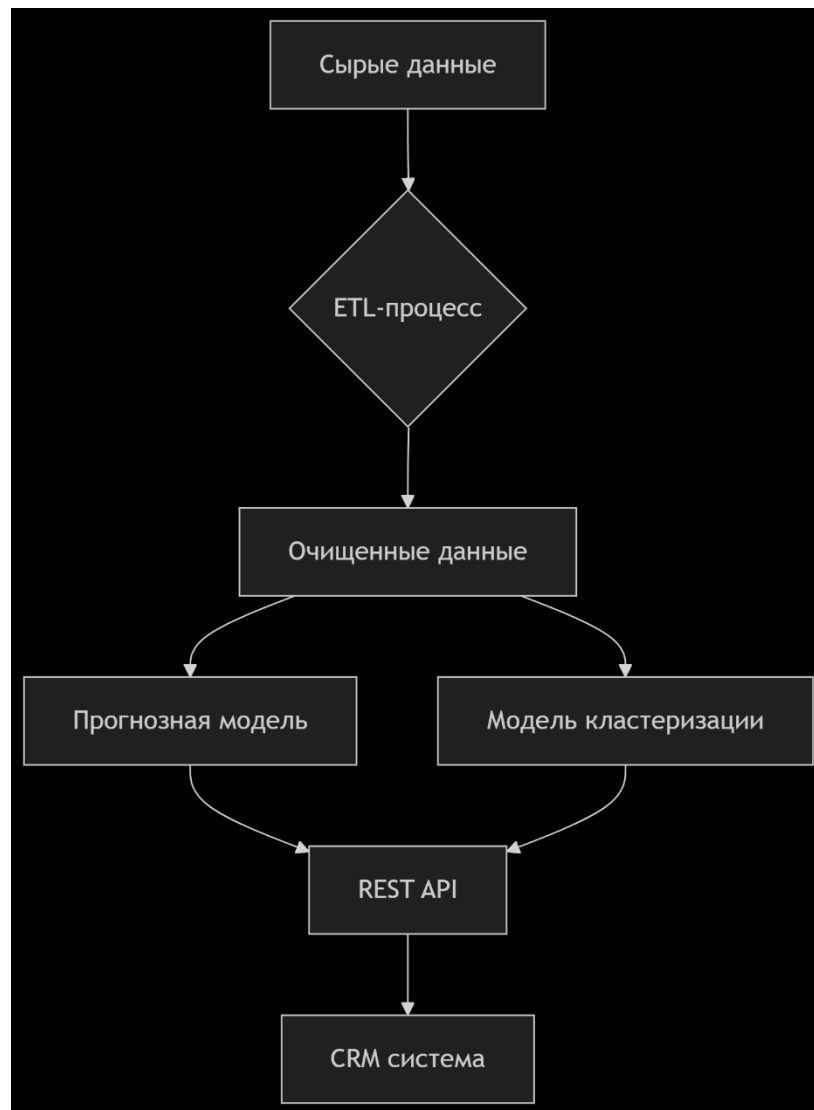 Сырые данные
ETL-процесс
Очищенные данные
Прогнозная модель
Модель кластеризации
REST API
CRM система